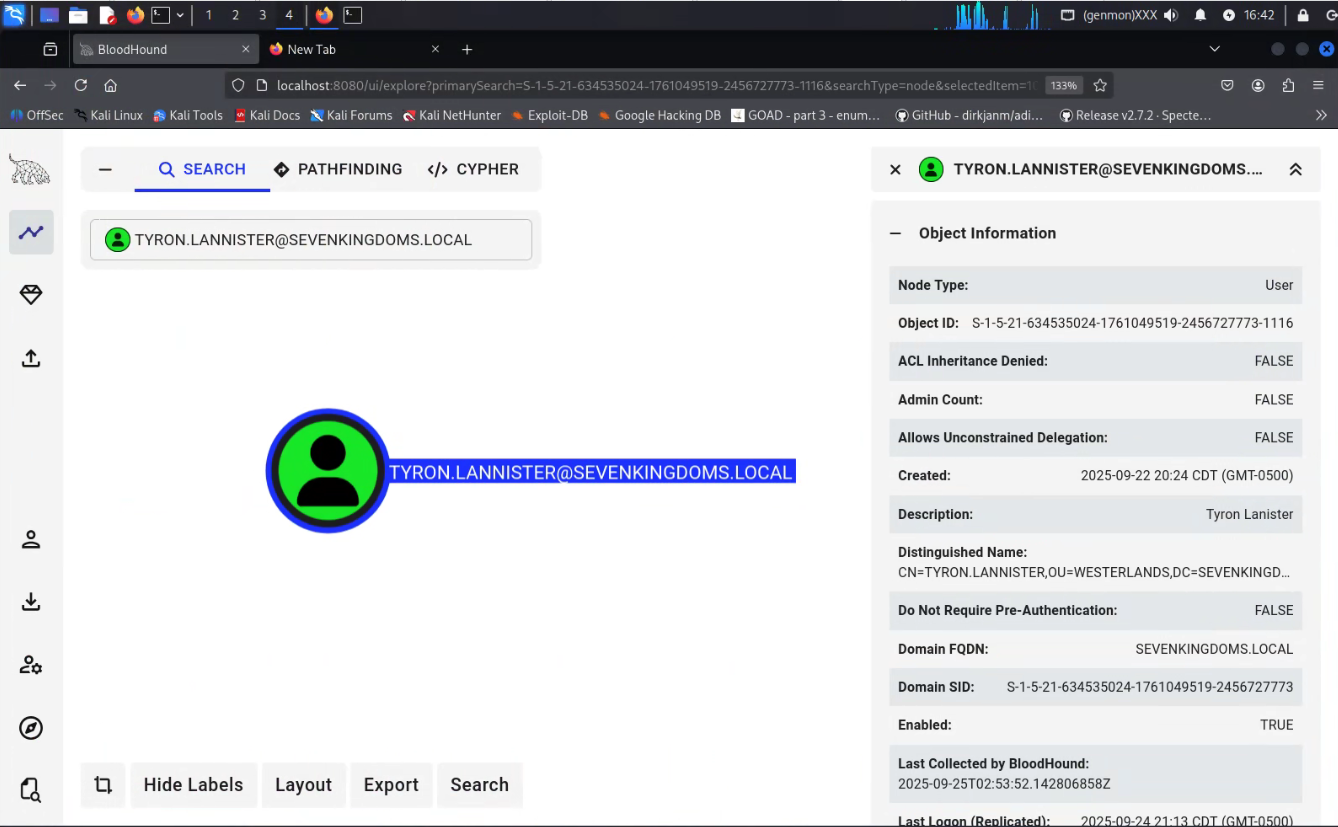 1 2 3 4 (genmon)XXX 16:42
BloodHound New Tab
localhost:8080/ui/explore?primarySearch=S-1-5-21-634535024-1761049519-2456727773-1116&searchType=node&selectedItem=1 133%
OffSec Kali Linux Kali Tools Kali Docs Kali Forums Kali NetHunter Exploit-DB Google Hacking DB GOAD - part 3 - enum… GitHub - dirkjanm/adi… Release v2.7.2 · Specte…
SEARCH PATHFINDING CYPHER
TYRON.LANNISTER@SEVENKINGDOMS.LOCAL
TYRON.LANNISTER@SEVENKINGDOMS.LOCAL
Hide Labels Layout Export Search
TYRON.LANNISTER@SEVENKINGDOMS....
Object Information
Node Type: User
Object ID: S-1-5-21-634535024-1761049519-2456727773-1116
ACL Inheritance Denied: FALSE
Admin Count: FALSE
Allows Unconstrained Delegation: FALSE
Created: 2025-09-22 20:24 CDT (GMT-0500)
Description: Tyron Lanister
Distinguished Name:
CN=TYRON.LANNISTER,OU=WESTERLANDS,DC=SEVENKINGD...
Do Not Require Pre-Authentication: FALSE
Domain FQDN: SEVENKINGDOMS.LOCAL
Domain SID: S-1-5-21-634535024-1761049519-2456727773
Enabled: TRUE
Last Collected by BloodHound:
2025-09-25T02:53:52.142806858Z
Last Logon (Replicated): 2025-09-24 21:13 CDT (GMT-0500)